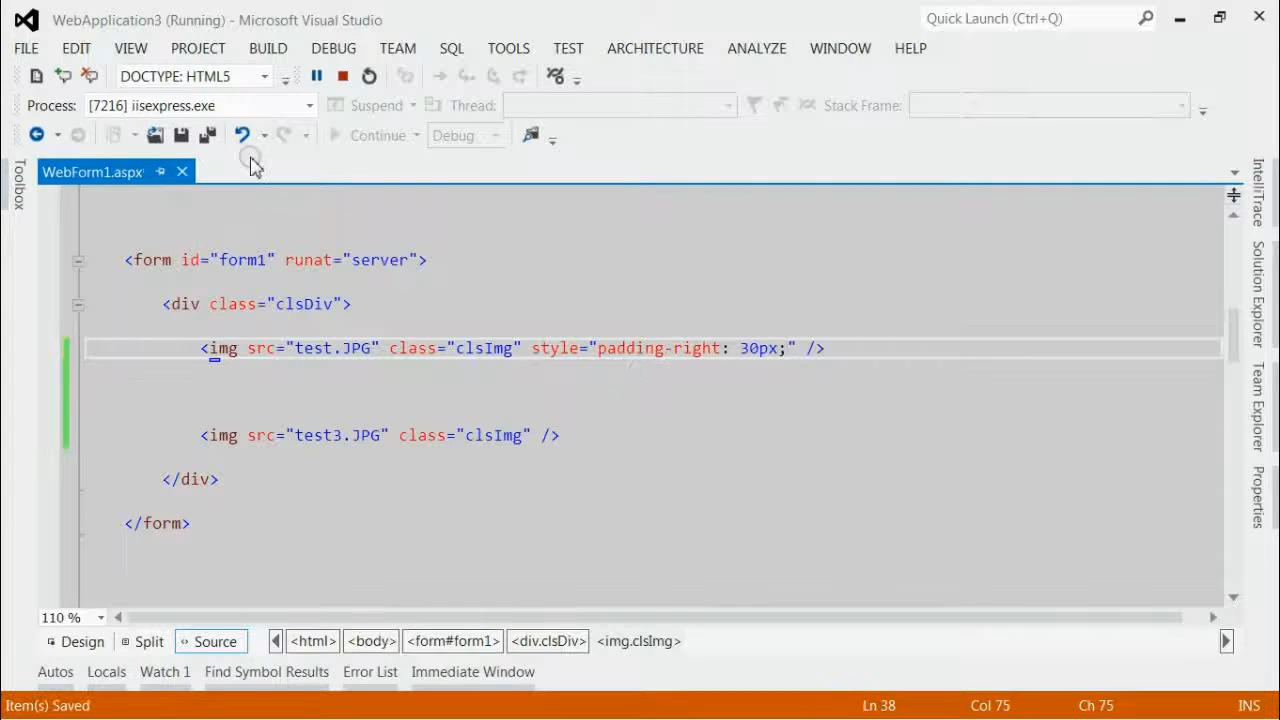 WebApplication3 (Running) - Microsoft Visual Studio
Quick Launch (Ctrl+Q)
FILE EDIT VIEW PROJECT BUILD DEBUG TEAM SQL TOOLS TEST ARCHITECTURE ANALYZE WINDOW HELP
DOCTYPE: HTML5
Process: [7216] iisexpress.exe Suspend Thread: Stack Frame:
Continue Debug
WebForm1.aspx
Toolbox
<form id="form1" runat="server">
<div class="clsDiv">
<img src="test.JPG" class="clsImg" style="padding-right: 30px;" />
<img src="test3.JPG" class="clsImg" />
</div>
</form>
IntelliTrace
Solution Explorer
Team Explorer
Properties
110 %
Design Split Source <html> <body> <form#form1> <div.clsDiv> <img.clsImg>
Autos Locals Watch 1 Find Symbol Results Error List Immediate Window
Item(s) Saved Ln 38 Col 75 Ch 75 INS